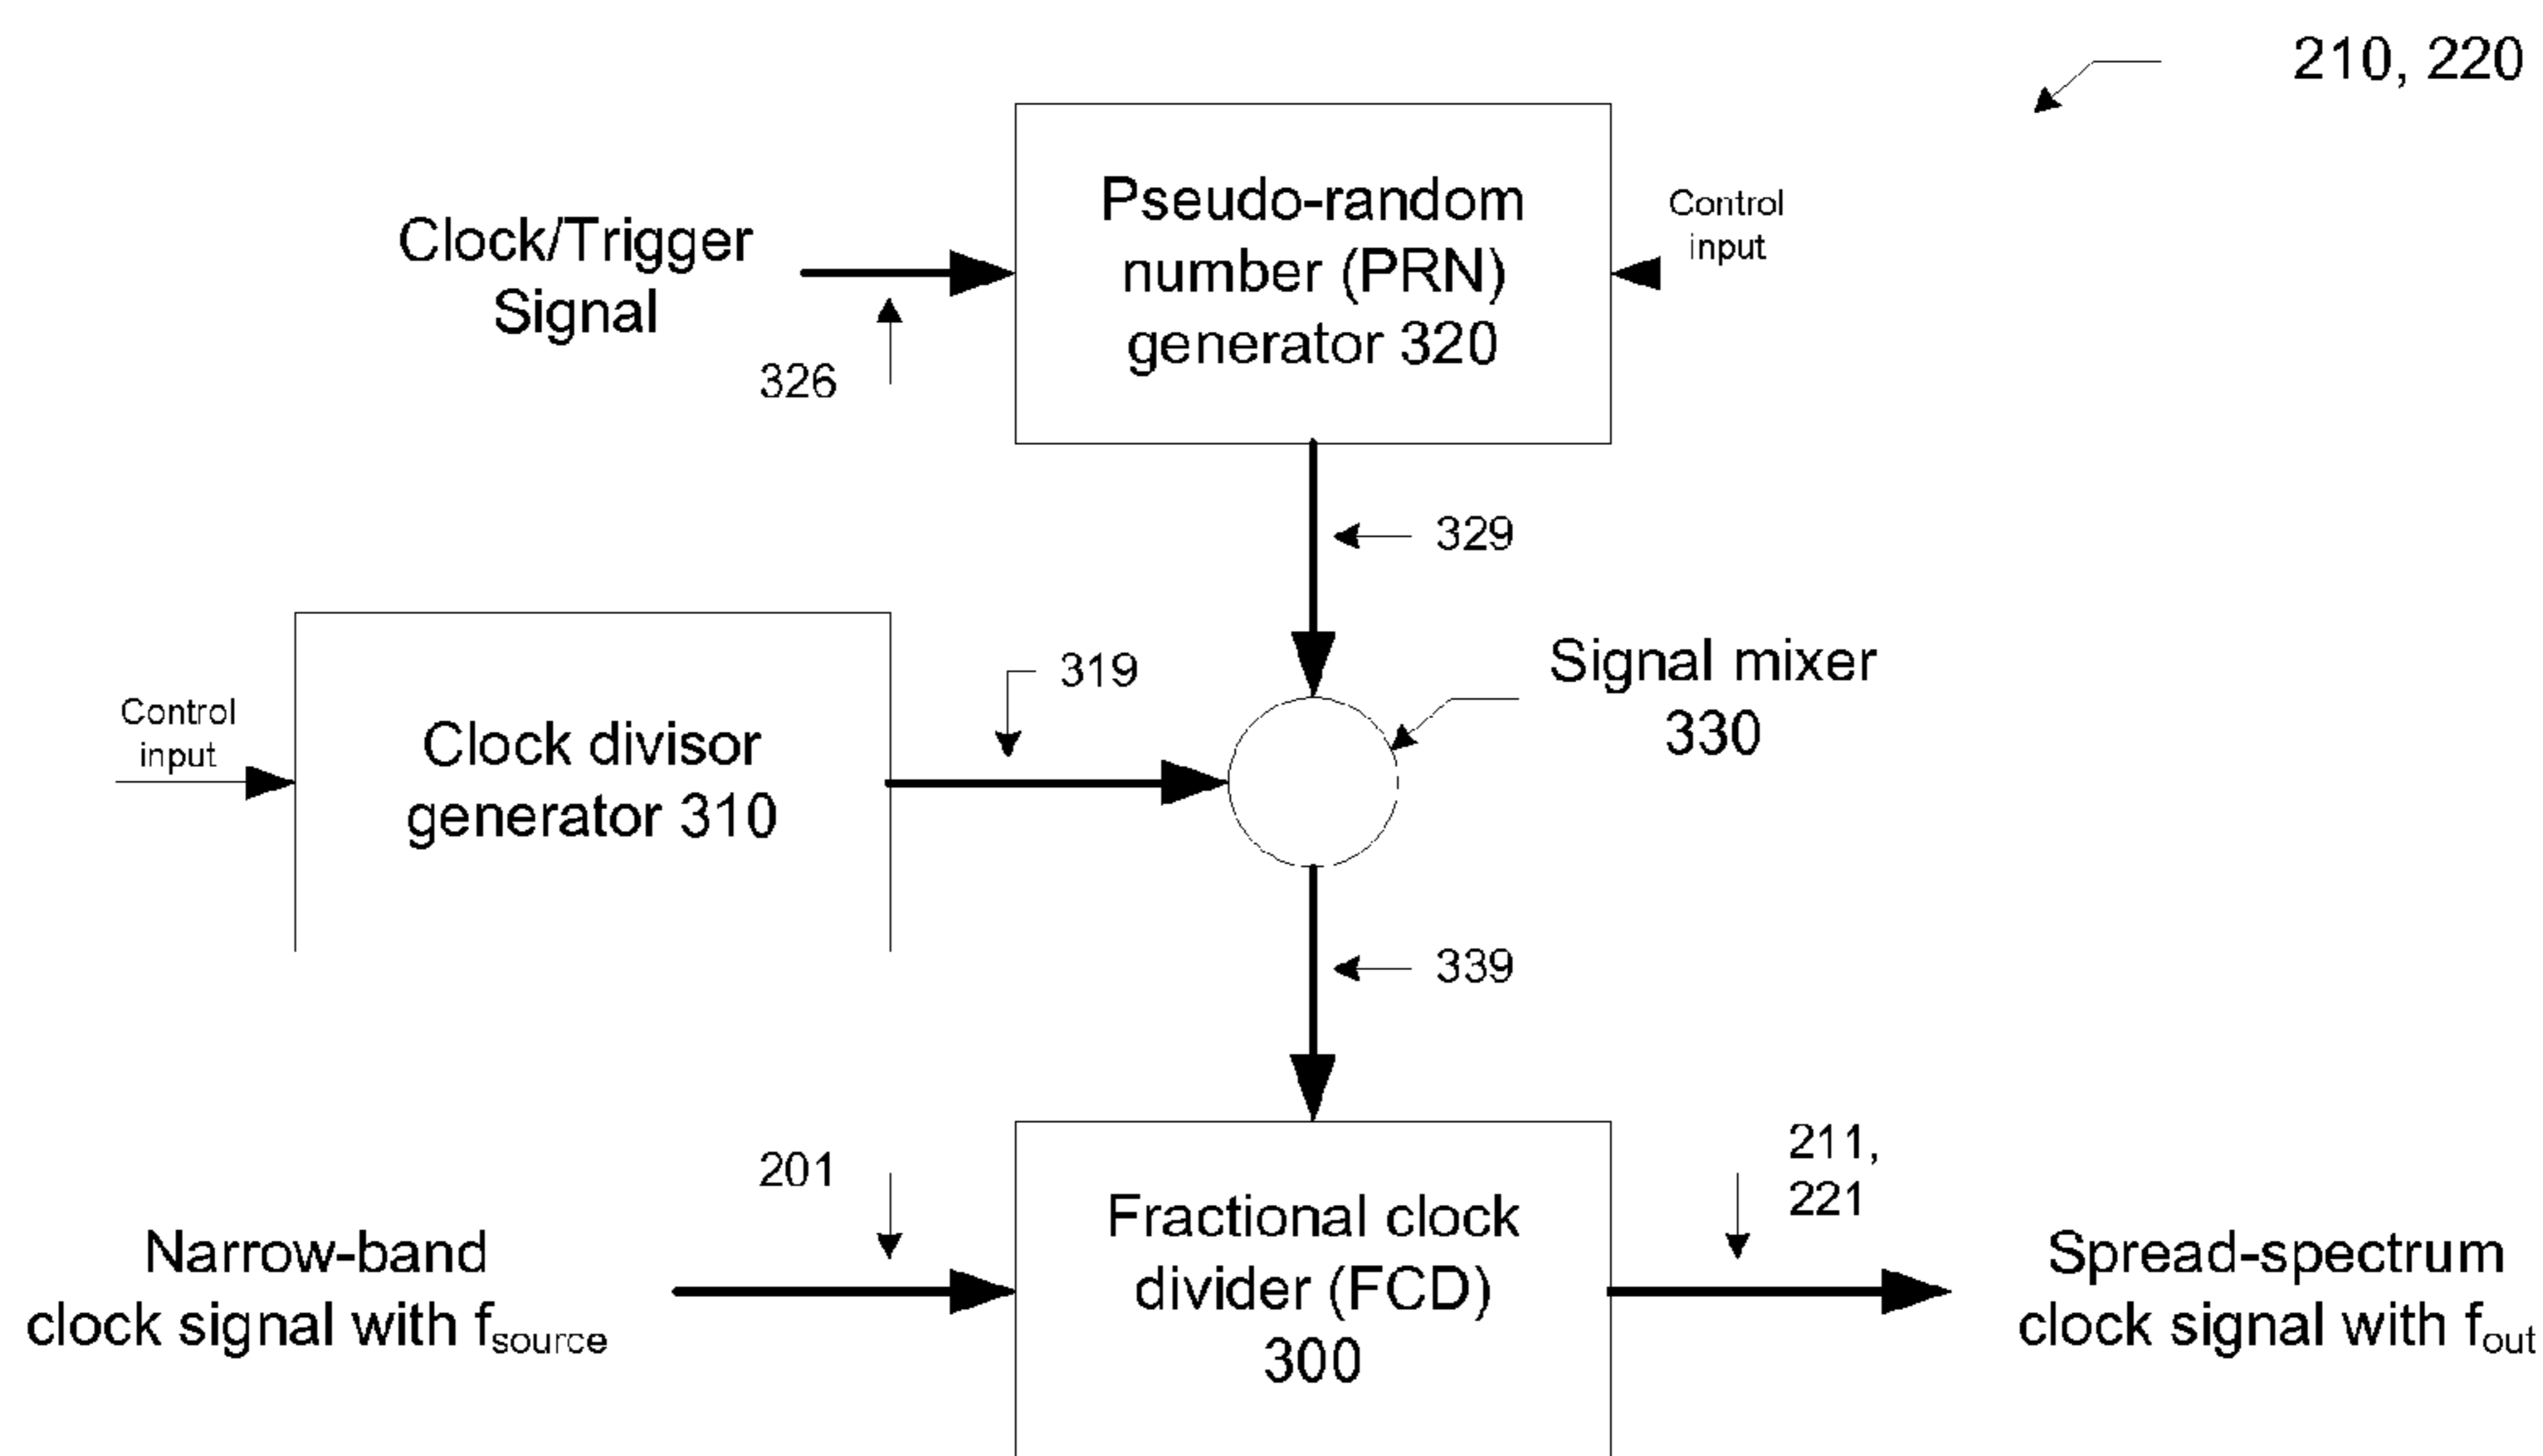 210, 220
Clock/Trigger
Signal
326
Pseudo-random
number (PRN)
generator 320
Control
input
329
319
Signal mixer
330
Control
input
Clock divisor
generator 310
339
201
211,
221
Narrow-band
clock signal with fsource
Fractional clock
divider (FCD)
300
Spread-spectrum
clock signal with fout